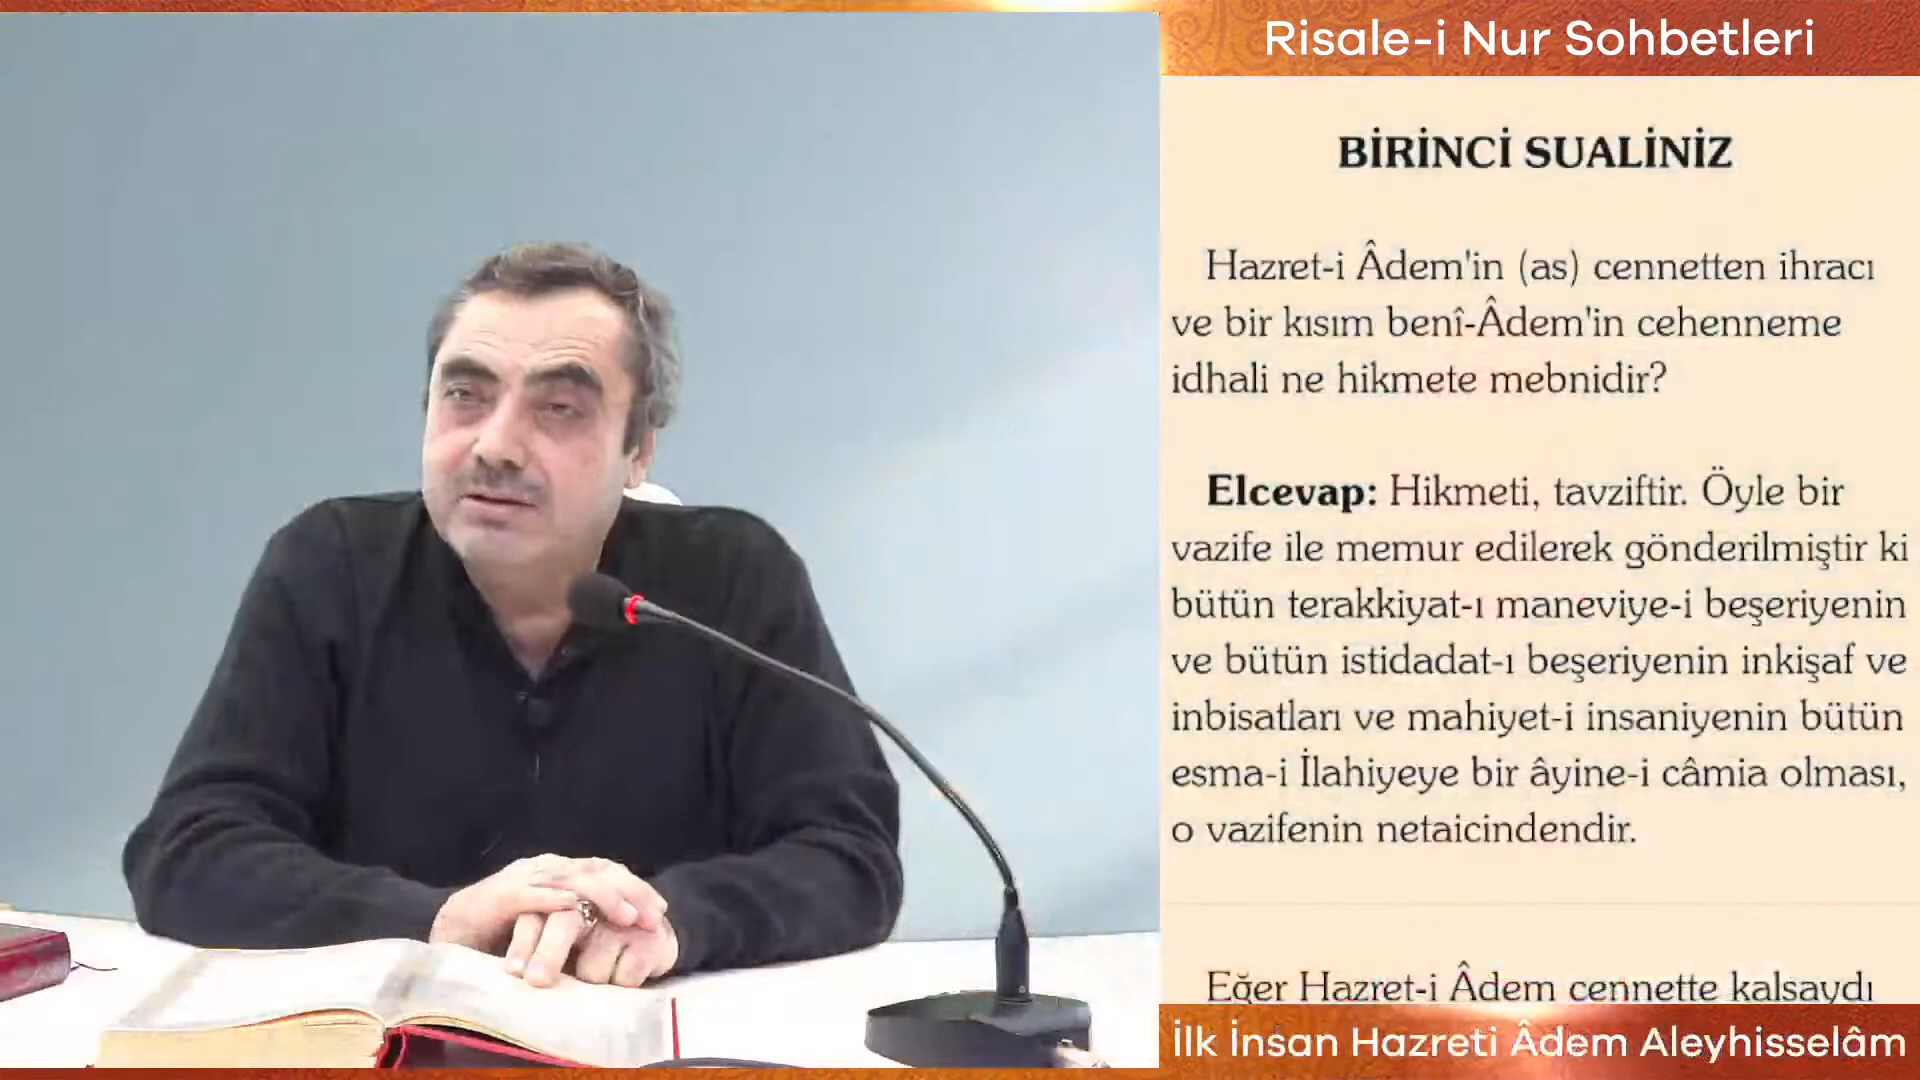 Risale-i Nur Sohbetleri
BİRİNCİ SUALİNİZ
Hazret-i Âdem'in (as) cennetten ihracı
ve bir kısım benî-Âdem'in cehenneme
idhali ne hikmete mebnidir?
Elcevap: Hikmeti, tavziftir. Öyle bir
vazife ile memur edilerek gönderilmiştir ki
bütün terakkiyat-ı maneviye-i beşeriyenin
ve bütün istidadat-ı beşeriyenin inkişaf ve
inbisatları ve mahiyet-i insaniyenin bütün
esma-i İlahiyeye bir âyine-i câmia olması,
o vazifenin netaicindendir.
Eğer Hazret-i Âdem cennette kalsaydı
İlk İnsan Hazreti Âdem Aleyhisselâm